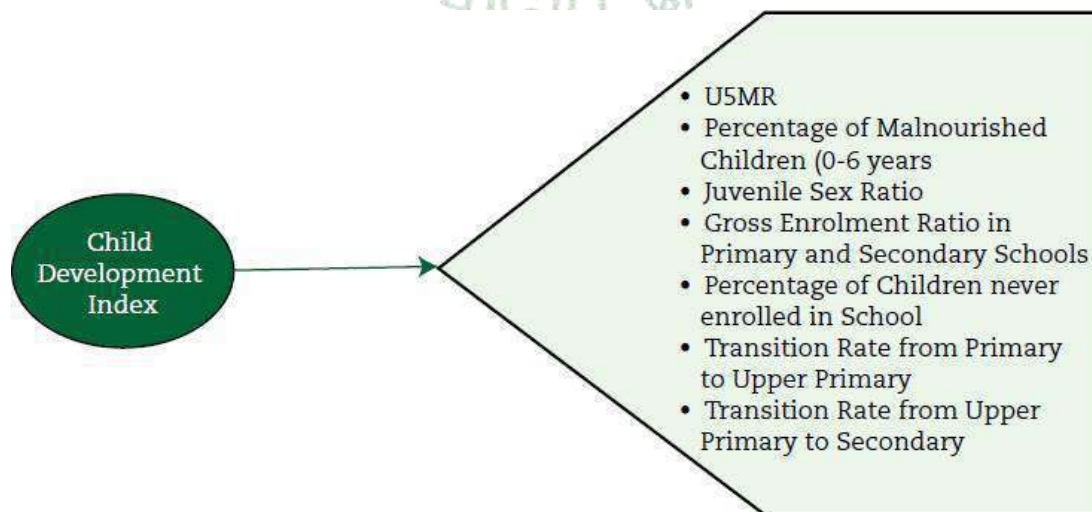 Child
Development
Index
• U5MR
• Percentage of Malnourished
Children (0-6 years
• Juvenile Sex Ratio
• Gross Enrolment Ratio in
Primary and Secondary Schools
• Percentage of Children never
enrolled in School
• Transition Rate from Primary
to Upper Primary
• Transition Rate from Upper
Primary to Secondary